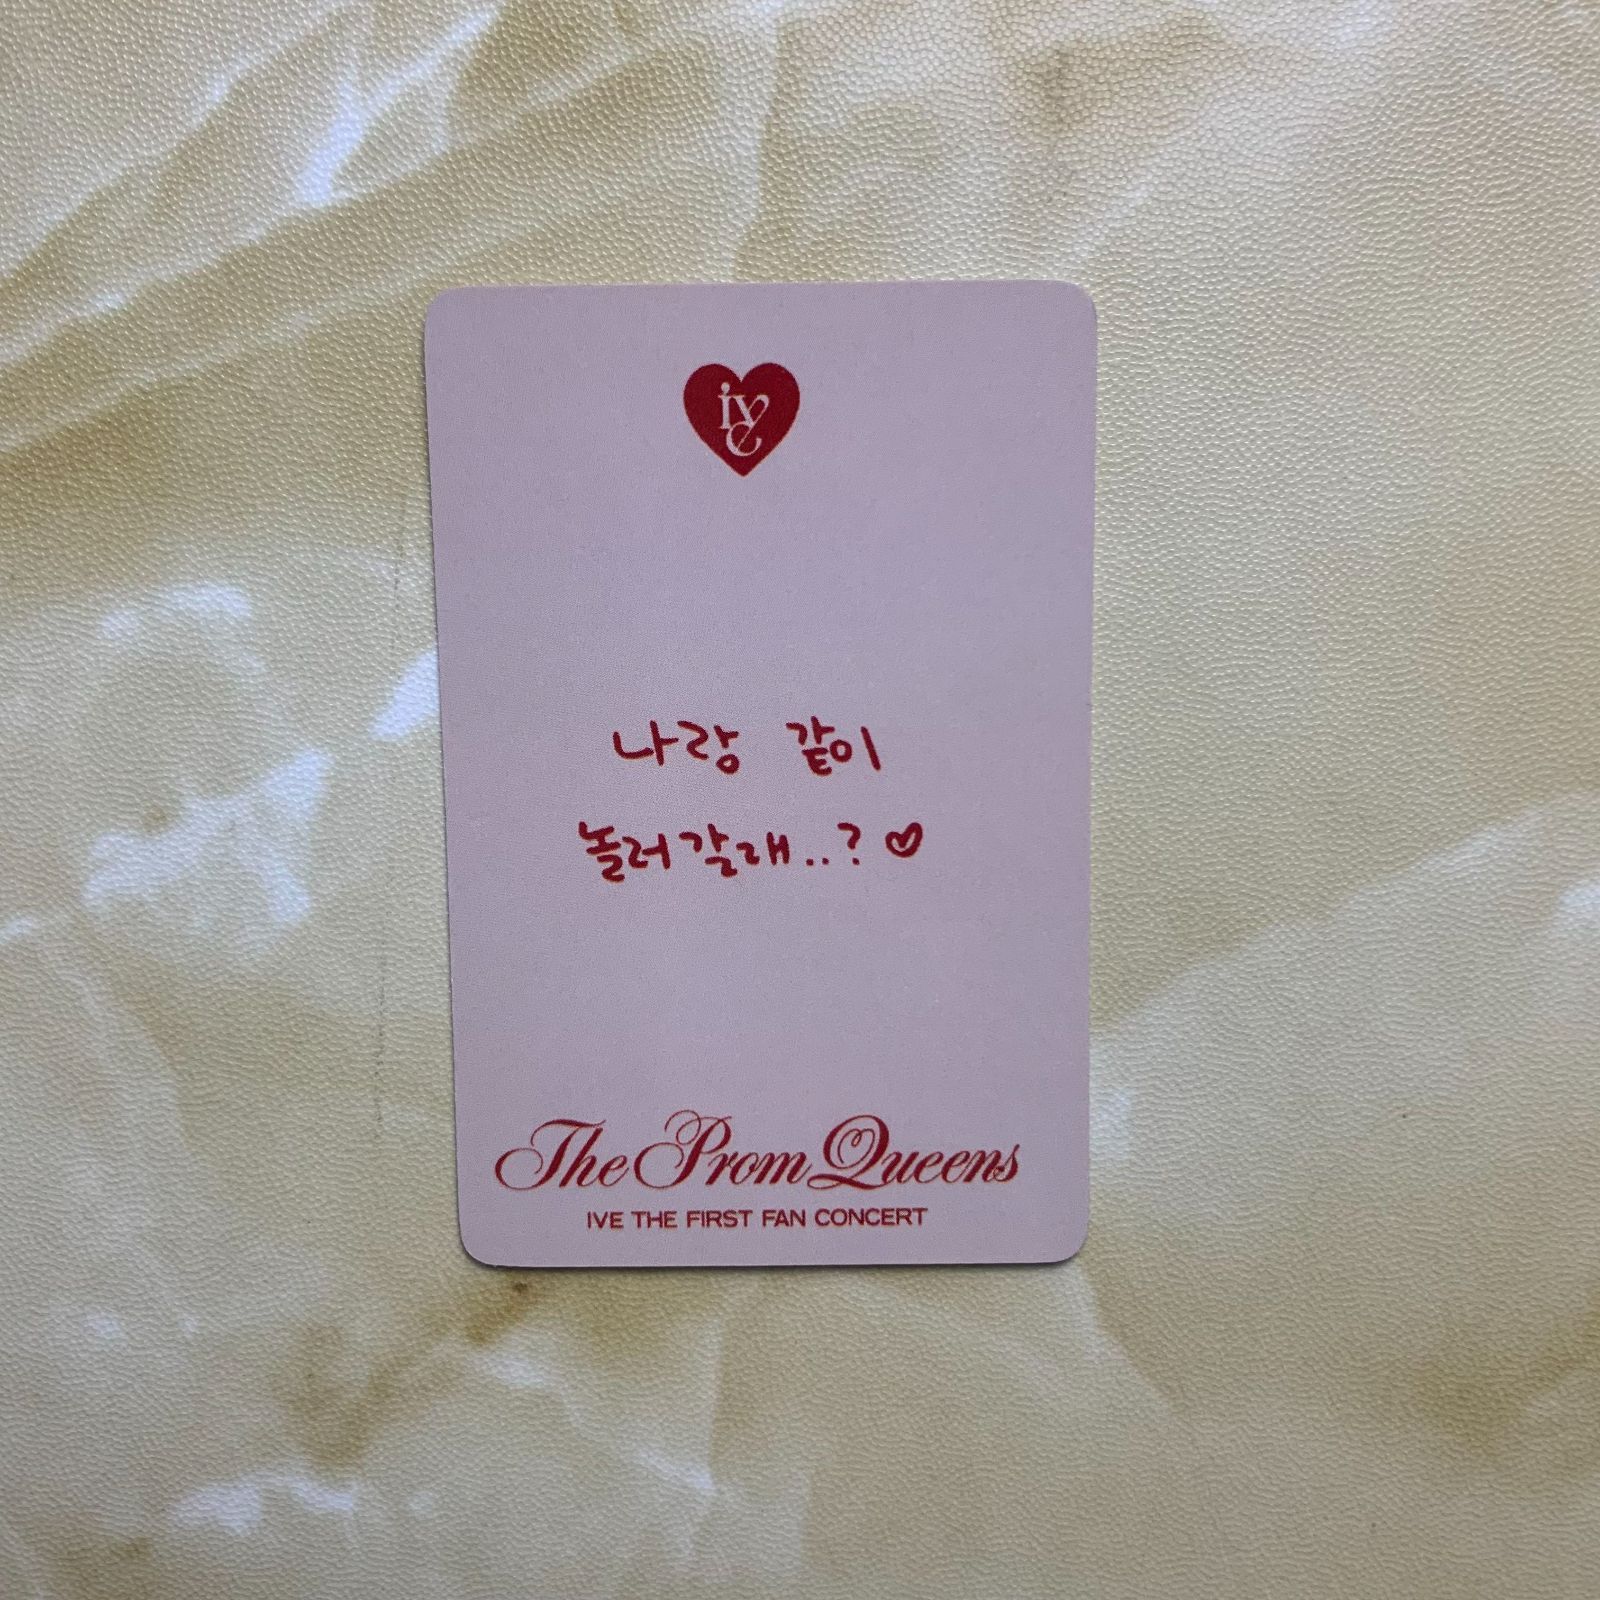 ive
나랑 같이
놀러갈래..? ♡
The Prom Queens
IVE THE FIRST FAN CONCERT